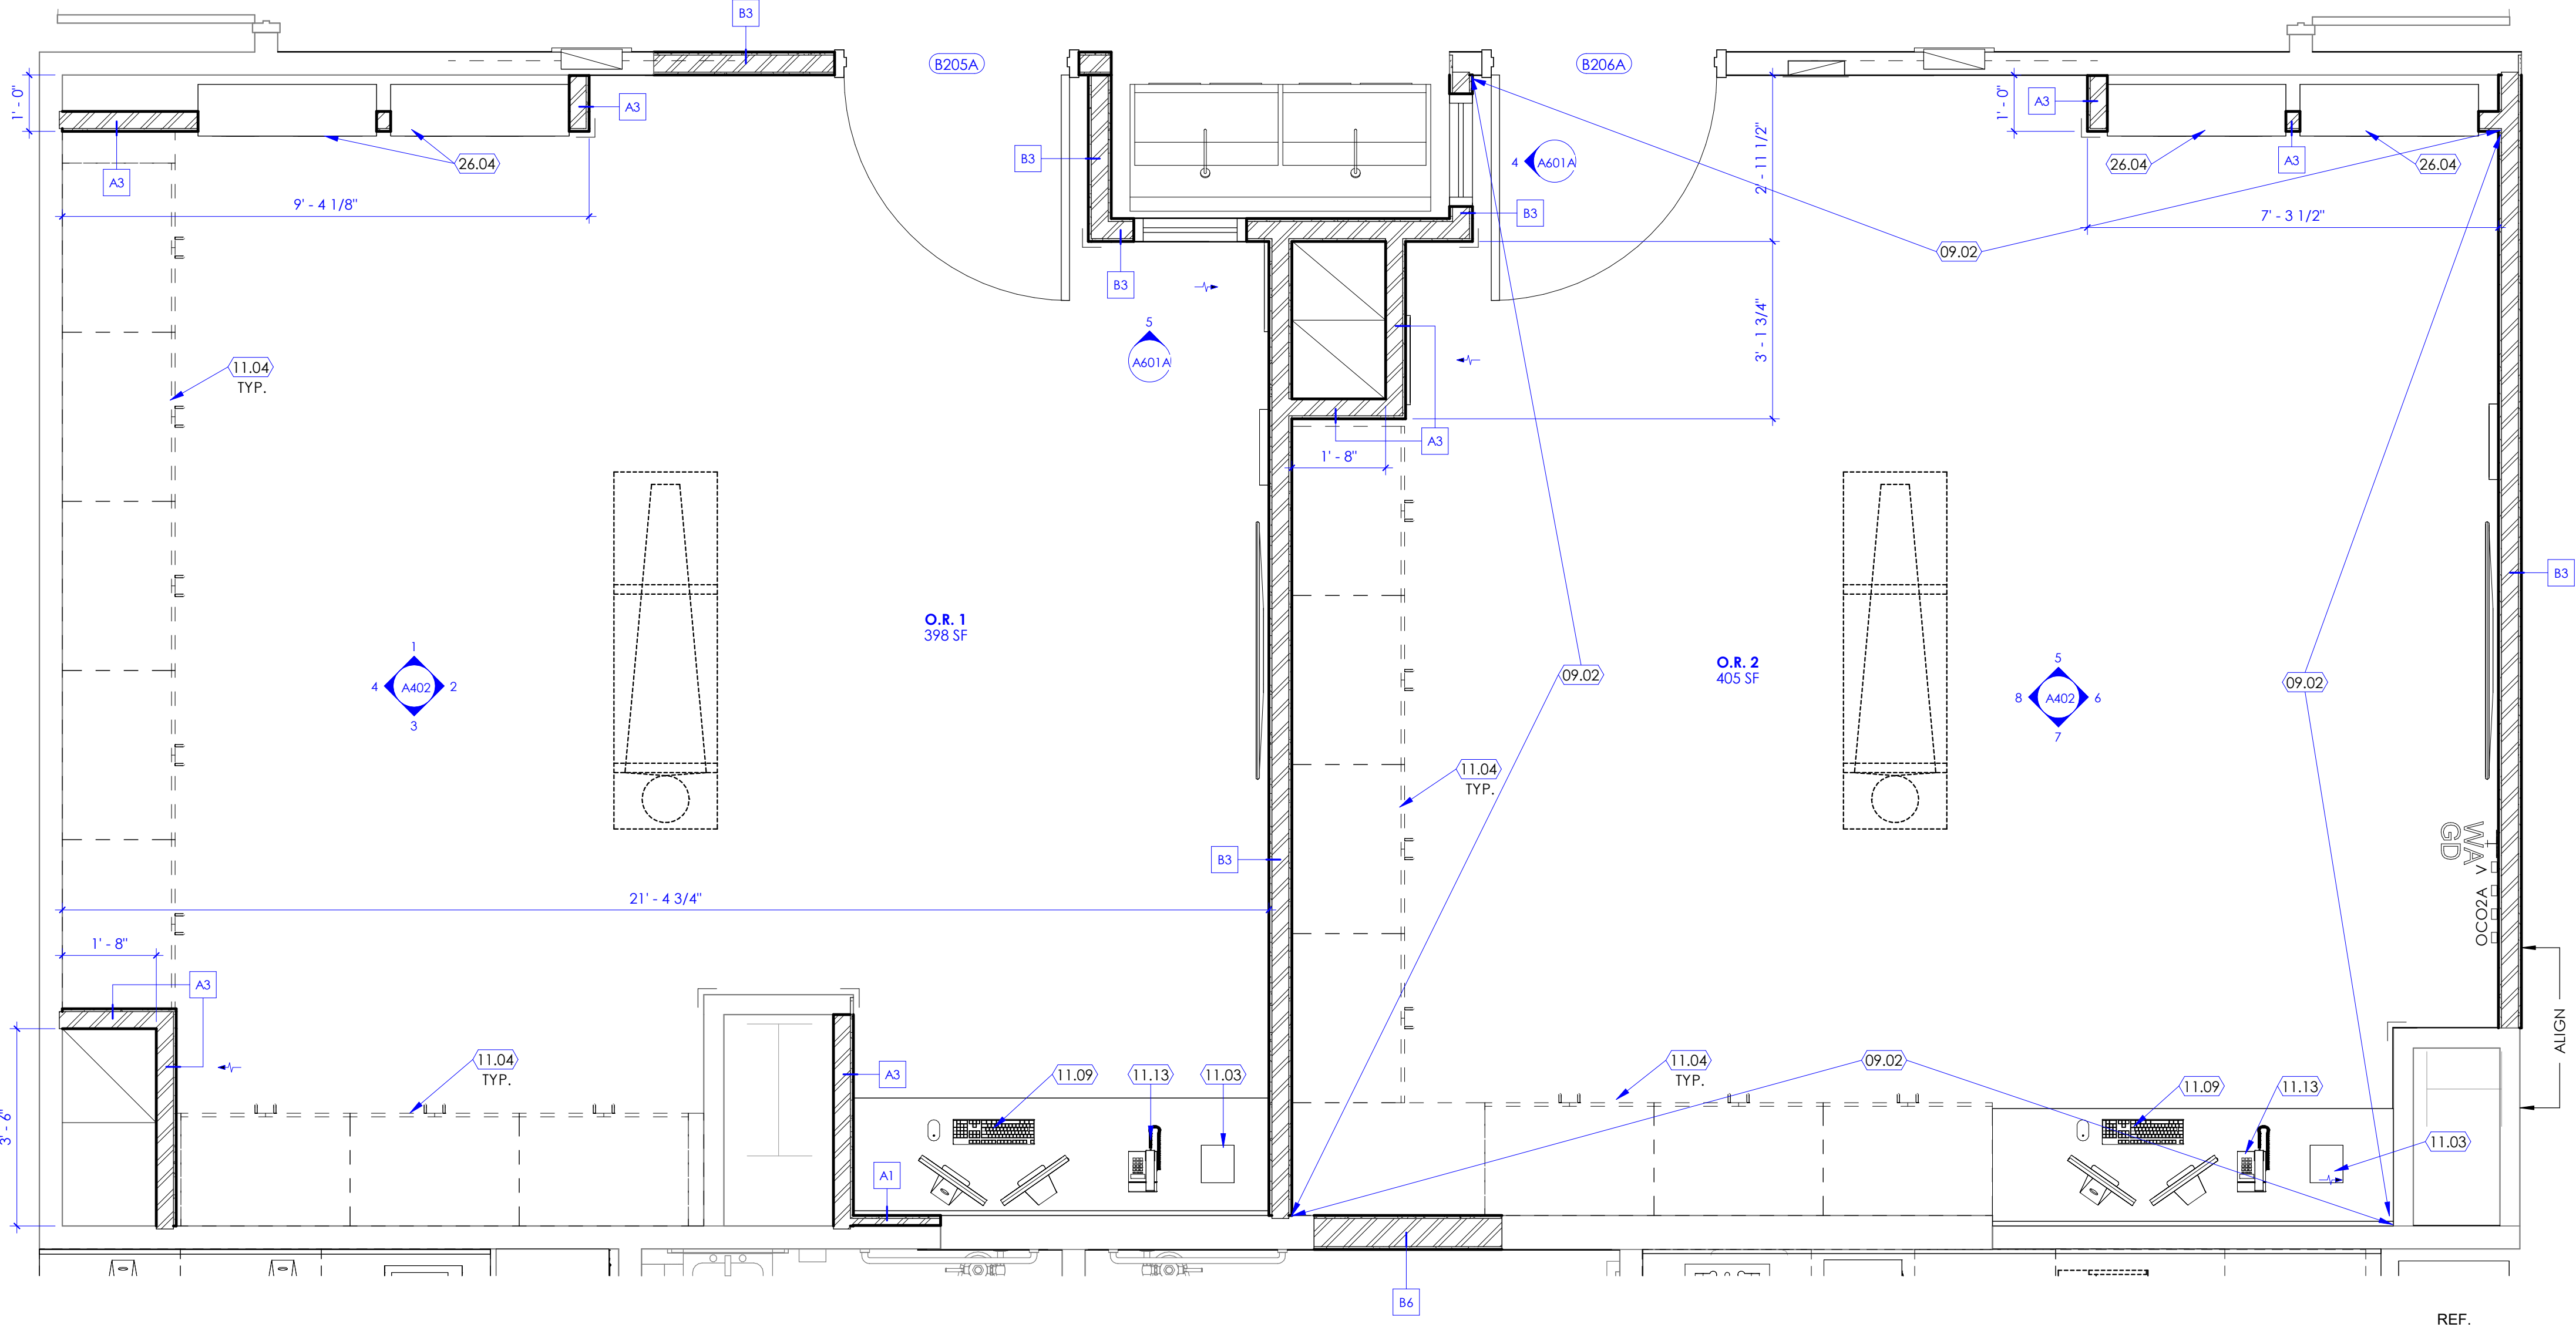 B3
B205A
B206A
1' - 0"
A3
A3
1' - 0"
B3
4
A601A
26.04
A3
26.04
A3
26.04
2' - 11 1/2"
9' - 4 1/8"
B3
7' - 3 1/2"
09.02
B3
5
A601A
3' - 1 3/4"
11.04
TYP.
A3
1' - 8"
B3
O.R. 1
398 SF
1
4
A402
2
3
09.02
O.R. 2
405 SF
5
8
A402
6
7
09.02
11.04
TYP.
WA
GD
B3
OCO2A V
21' - 4 3/4"
1' - 8"
A3
ALIGN
3' - 6"
11.04
TYP.
A3
11.09
11.13
11.03
11.04
TYP.
09.02
11.09
11.13
11.03
A1
B6
REF.